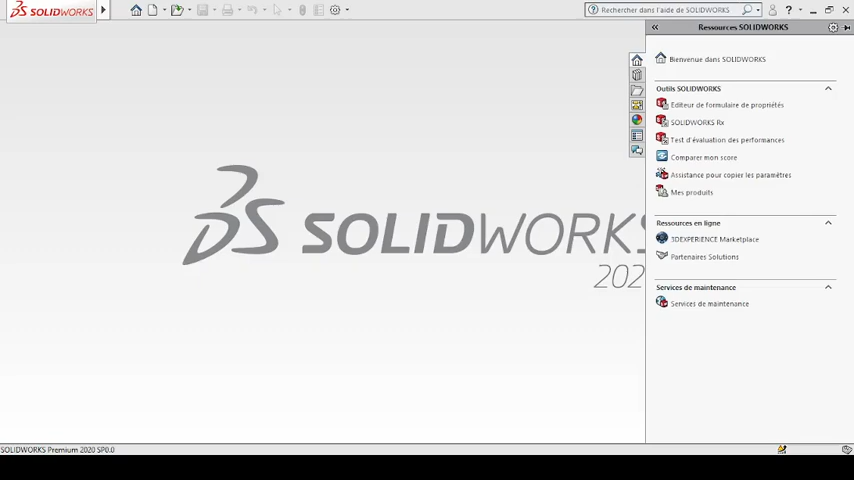 SOLIDWORKS
Rechercher dans l'aide de SOLIDWORKS
Ressources SOLIDWORKS
Bienvenue dans SOLIDWORKS
Outils SOLIDWORKS
Editeur de formulaire de propriétés
SOLIDWORKS Rx
Test d'évaluation des performances
Comparer mon score
Assistance pour copier les paramètres
Mes produits
Ressources en ligne
3DEXPERIENCE Marketplace
Partenaires Solutions
Services de maintenance
Services de maintenance
SOLIDWORKS
202
SOLIDWORKS Premium 2020 SP0.0